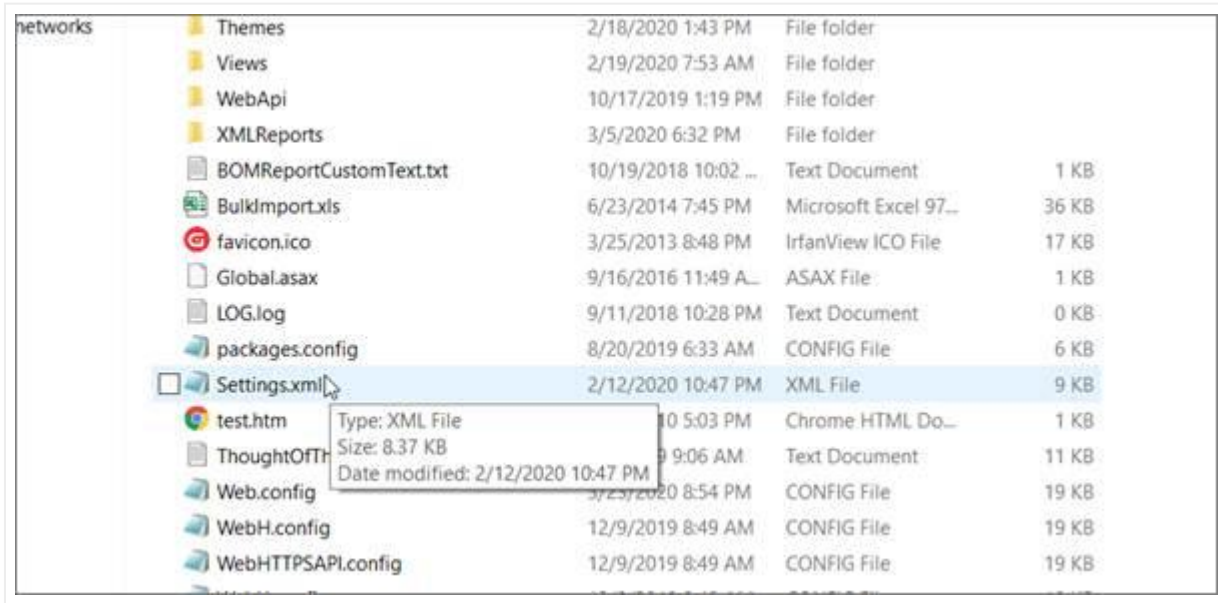 networks
Themes 2/18/2020 1:43 PM File folder
Views 2/19/2020 7:53 AM File folder
WebApi 10/17/2019 1:19 PM File folder
XMLReports 3/5/2020 6:32 PM File folder
BOMReportCustomText.txt 10/19/2018 10:02 ... Text Document 1 KB
BulkImport.xls 6/23/2014 7:45 PM Microsoft Excel 97... 36 KB
favicon.ico 3/25/2013 8:48 PM IrfanView ICO File 17 KB
Global.asax 9/16/2016 11:49 A... ASAX File 1 KB
LOG.log 9/11/2018 10:28 PM Text Document 0 KB
packages.config 8/20/2019 6:33 AM CONFIG File 6 KB
Settings.xml 2/12/2020 10:47 PM XML File 9 KB
test.htm 10 5:03 PM Chrome HTML Do... 1 KB
Type: XML File
Size: 8.37 KB
Date modified: 2/12/2020 10:47 PM
ThoughtOfTh 9:06 AM Text Document 11 KB
Web.config 8:54 PM CONFIG File 19 KB
WebH.config 12/9/2019 8:49 AM CONFIG File 19 KB
WebHTTPSAPI.config 12/9/2019 8:49 AM CONFIG File 19 KB